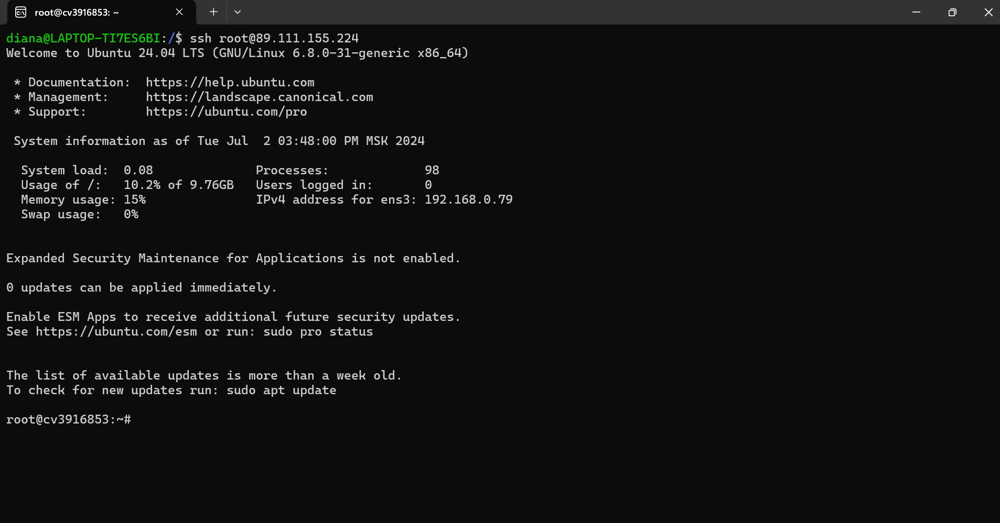 root@cv3916853: ~
diana@LAPTOP-TI7ES6BI:/$ ssh root@89.111.155.224
Welcome to Ubuntu 24.04 LTS (GNU/Linux 6.8.0-31-generic x86_64)
* Documentation: https://help.ubuntu.com
* Management: https://landscape.canonical.com
* Support: https://ubuntu.com/pro
System information as of Tue Jul 2 03:48:00 PM MSK 2024
System load: 0.08 Processes: 98
Usage of /: 10.2% of 9.76GB Users logged in: 0
Memory usage: 15% IPv4 address for ens3: 192.168.0.79
Swap usage: 0%
Expanded Security Maintenance for Applications is not enabled.
0 updates can be applied immediately.
Enable ESM Apps to receive additional future security updates.
See https://ubuntu.com/esm or run: sudo pro status
The list of available updates is more than a week old.
To check for new updates run: sudo apt update
root@cv3916853:~#